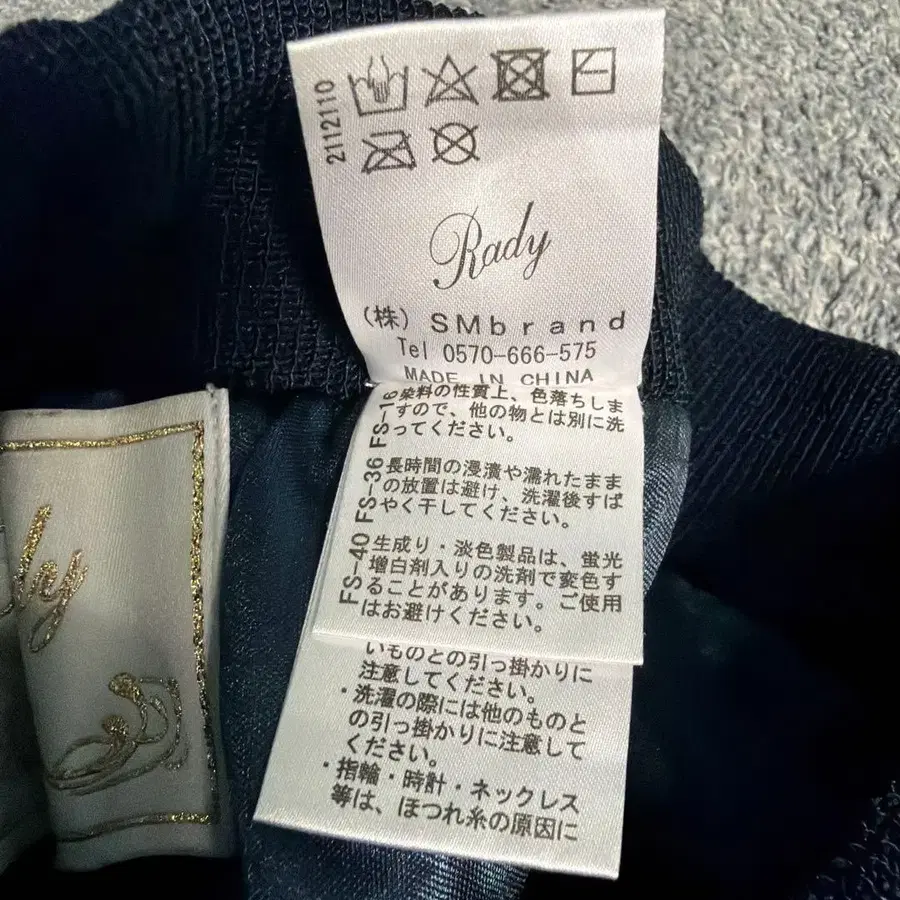 2112110
Rady
(株) SMbrand
Tel 0570-666-575
MADE IN CHINA
FS-16
染料の性質上、色落ちしま
すので、他の物とは別に洗
ってください。
FS-36
長時間の浸漬や濡れたまま
の放置は避け、洗濯後すば
やく干してください。
FS-40
生成り・淡色製品は、蛍光
増白剤入りの洗剤で変色す
ることがあります。ご使用
はお避けください。
いものとの引っ掛かりに
注意してください。
・洗濯の際には他のものと
の引っ掛かりに注意して
ください。
・指輪・時計・ネックレス
等は、ほつれ糸の原因に
dy